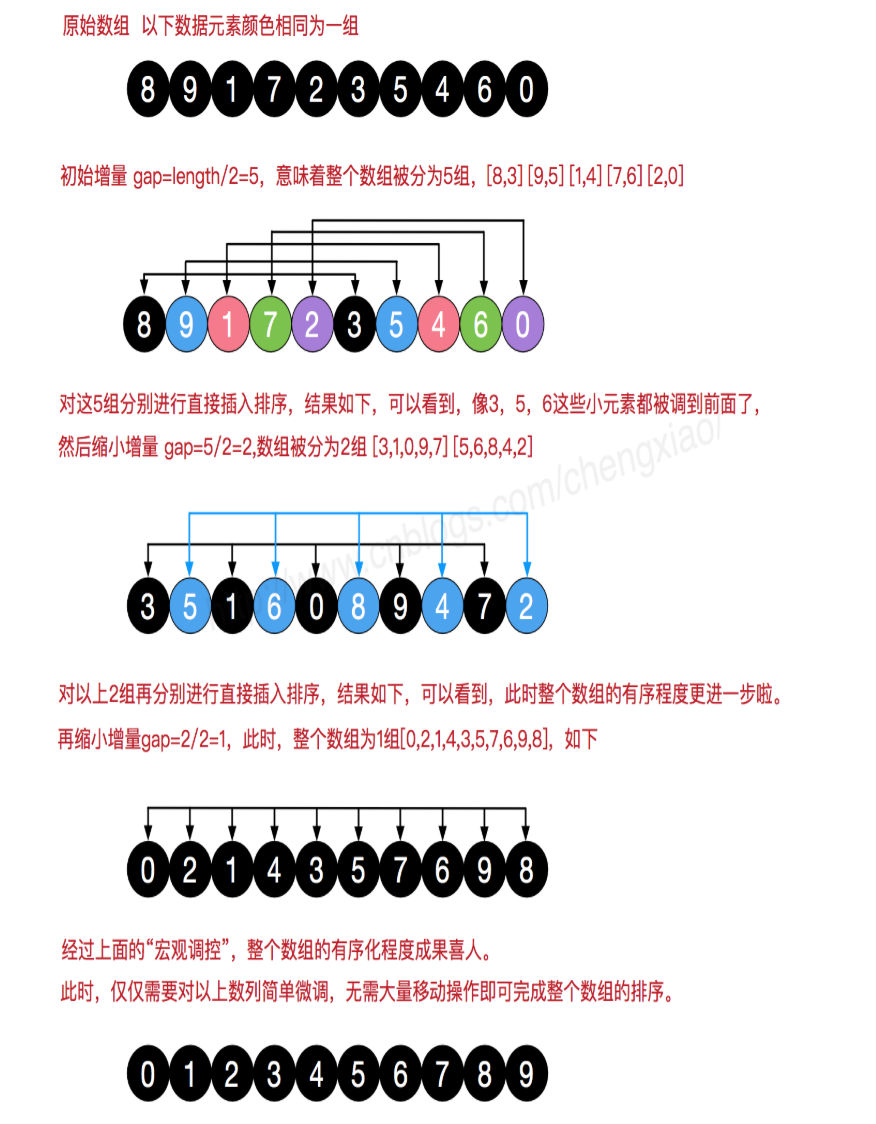 原始数组 以下数据元素颜色相同为一组
8 9 1 7 2 3 5 4 6 0
初始增量 gap=length/2=5，意味着整个数组被分为5组，[8,3] [9,5] [1,4] [7,6] [2,0]
8 9 1 7 2 3 5 4 6 0
对这5组分别进行直接插入排序，结果如下，可以看到，像3，5，6这些小元素都被调到前面了，
然后缩小增量 gap=5/2=2,数组被分为2组 [3,1,0,9,7] [5,6,8,4,2]
www.cnblogs.com/chengxiao/
3 5 1 6 0 8 9 4 7 2
对以上2组再分别进行直接插入排序，结果如下，可以看到，此时整个数组的有序程度更进一步啦。
再缩小增量gap=2/2=1，此时，整个数组为1组[0,2,1,4,3,5,7,6,9,8]，如下
0 2 1 4 3 5 7 6 9 8
经过上面的“宏观调控”，整个数组的有序化程度成果喜人。
此时，仅仅需要对以上数列简单微调，无需大量移动操作即可完成整个数组的排序。
0 1 2 3 4 5 6 7 8 9